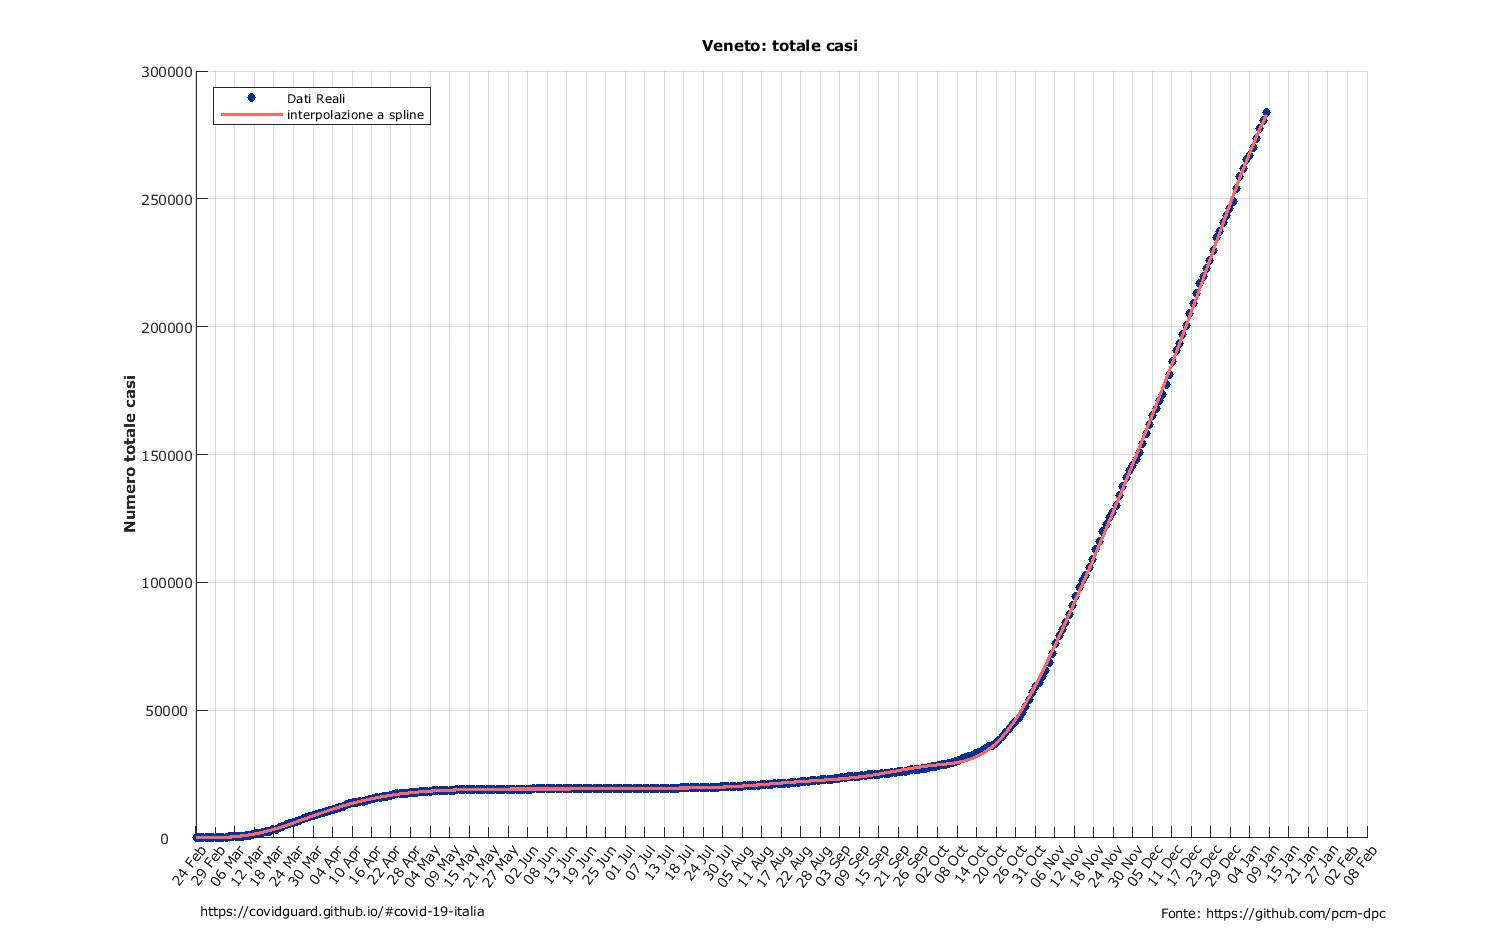 Veneto: totale casi
300000
Dati Reali
interpolazione a spline
250000
200000
150000
100000
50000
0
Numero totale casi
24 Feb
29 Feb
06 Mar
12 Mar
18 Mar
24 Mar
30 Mar
04 Apr
10 Apr
16 Apr
22 Apr
28 Apr
04 May
09 May
15 May
21 May
27 May
02 Jun
08 Jun
13 Jun
19 Jun
25 Jun
01 Jul
07 Jul
13 Jul
18 Jul
24 Jul
30 Jul
05 Aug
11 Aug
17 Aug
22 Aug
28 Aug
03 Sep
09 Sep
15 Sep
21 Sep
26 Sep
02 Oct
08 Oct
14 Oct
20 Oct
26 Oct
31 Oct
06 Nov
12 Nov
18 Nov
24 Nov
30 Nov
05 Dec
11 Dec
17 Dec
23 Dec
29 Dec
04 Jan
09 Jan
15 Jan
21 Jan
27 Jan
02 Feb
08 Feb
https://covidguard.github.io/#covid-19-italia
Fonte: https://github.com/pcm-dpc